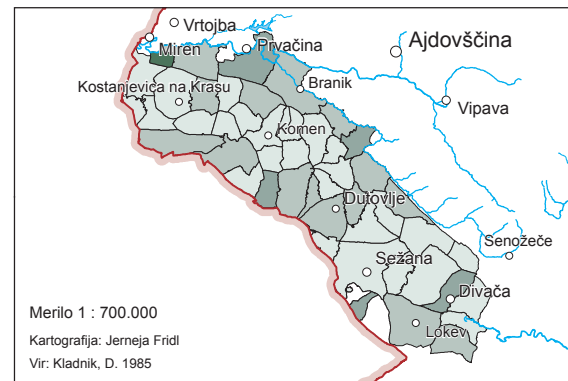 Vrtojba
Miren
Prvačina
Ajdovščina
Kostanjevica na Krasu
Branik
Vipava
Komen
Dutovlje
Senožeče
Sežana
Divača
Lokev
Merilo 1 : 700.000
Kartografija: Jerneja Fridl
Vir: Kladnik, D. 1985